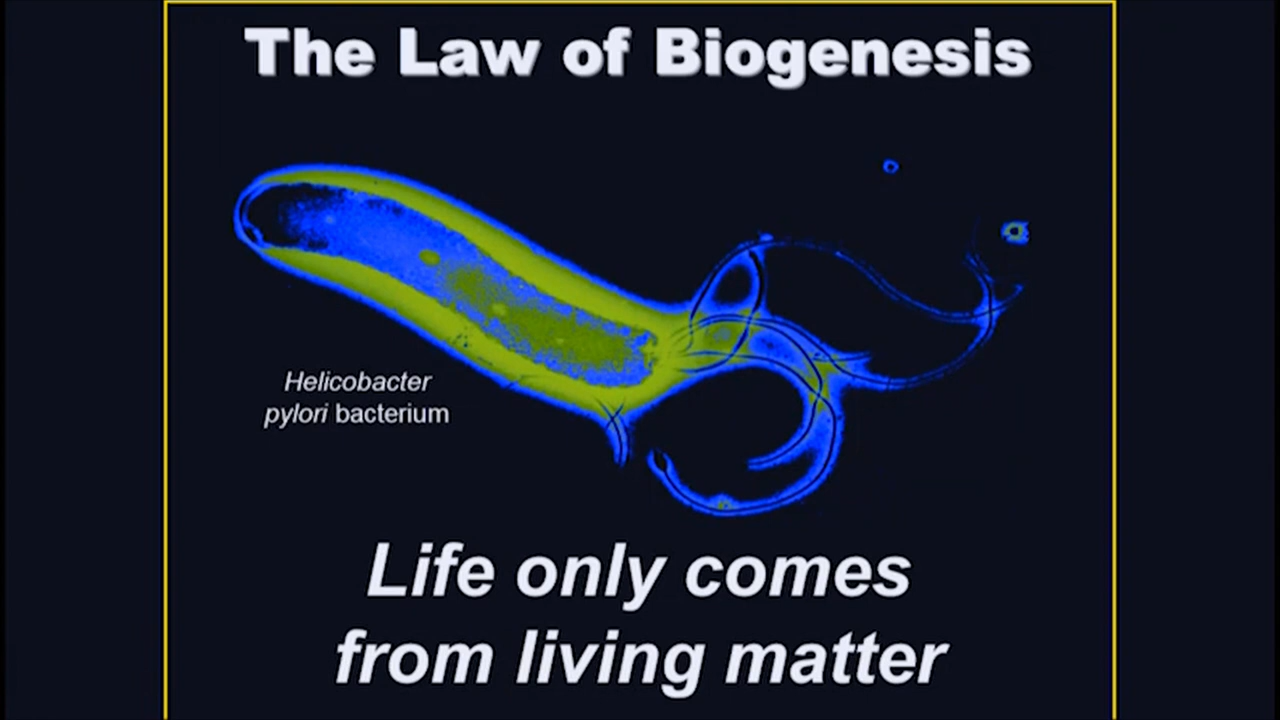 The Law of Biogenesis
Helicobacter
pylori bacterium
Life only comes
from living matter